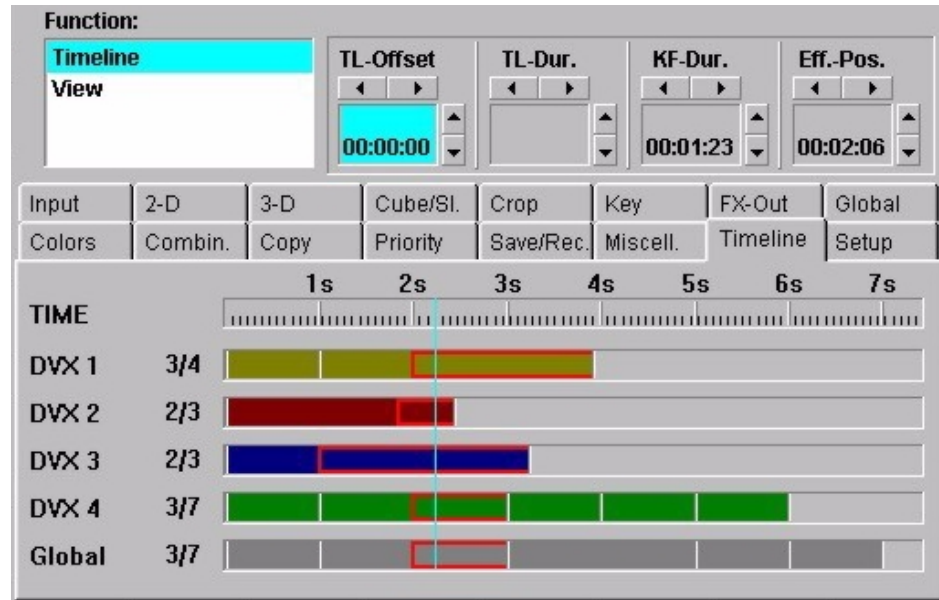 Function:
Timeline
View
TL-Offset TL-Dur. KF-Dur. Eff.-Pos.
00:00:00 00:01:23 00:02:06
Input 2-D 3-D Cube/Sl. Crop Key FX-Out Global
Colors Combin. Copy Priority Save/Rec. Miscell. Timeline Setup
1s 2s 3s 4s 5s 6s 7s
TIME
DVX 1 3/4
DVX 2 2/3
DVX 3 2/3
DVX 4 3/7
Global 3/7